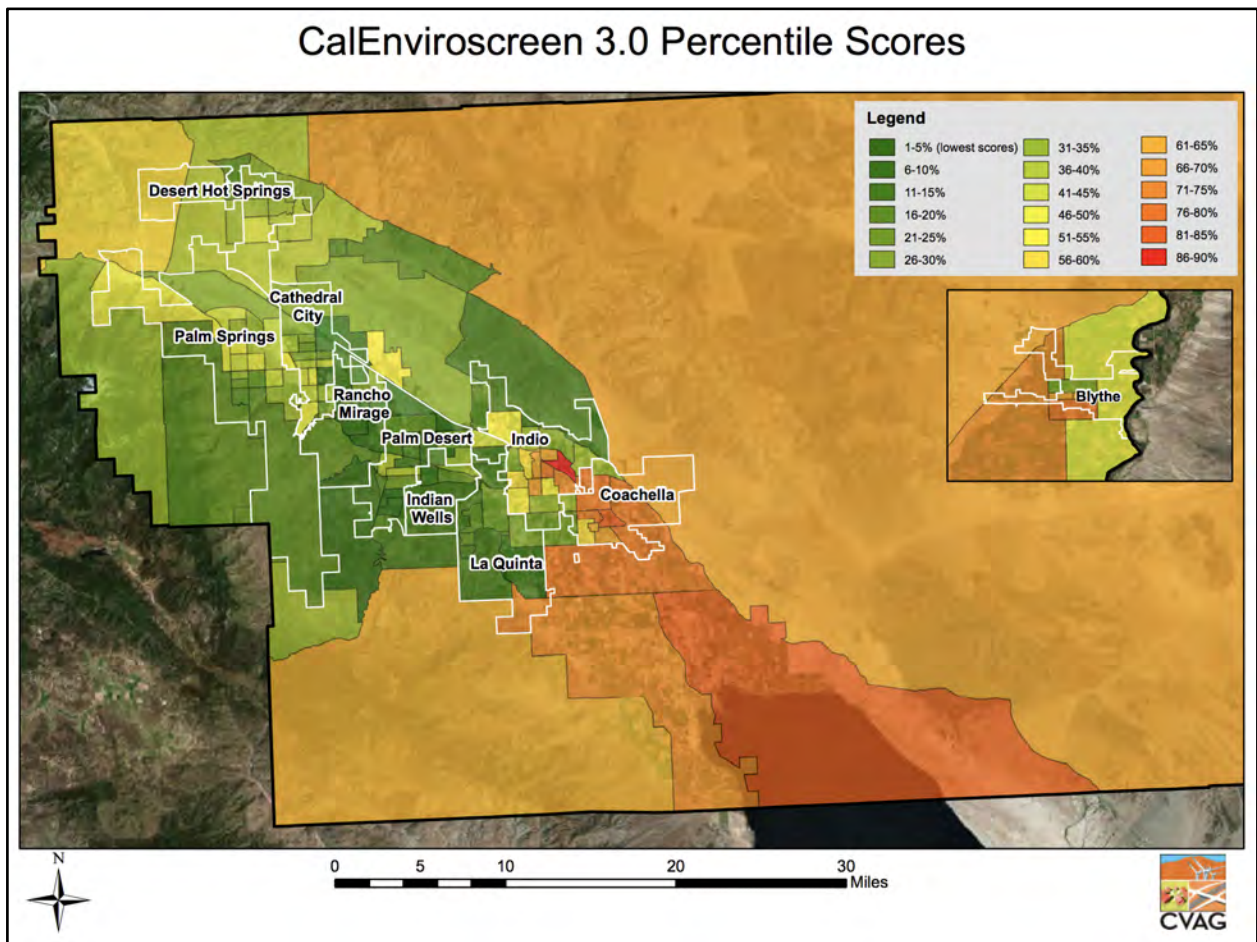 CalEnviroscreen 3.0 Percentile Scores
Legend
1-5% (lowest scores)
6-10%
11-15%
16-20%
21-25%
26-30%
31-35%
36-40%
41-45%
46-50%
51-55%
56-60%
61-65%
66-70%
71-75%
76-80%
81-85%
86-90%
Desert Hot Springs
Cathedral
City
Palm Springs
Rancho
Mirage
Palm Desert
Indio
Indian
Wells
Coachella
La Quinta
Blythe
N
0 5 10 20 30
Miles
CVAG